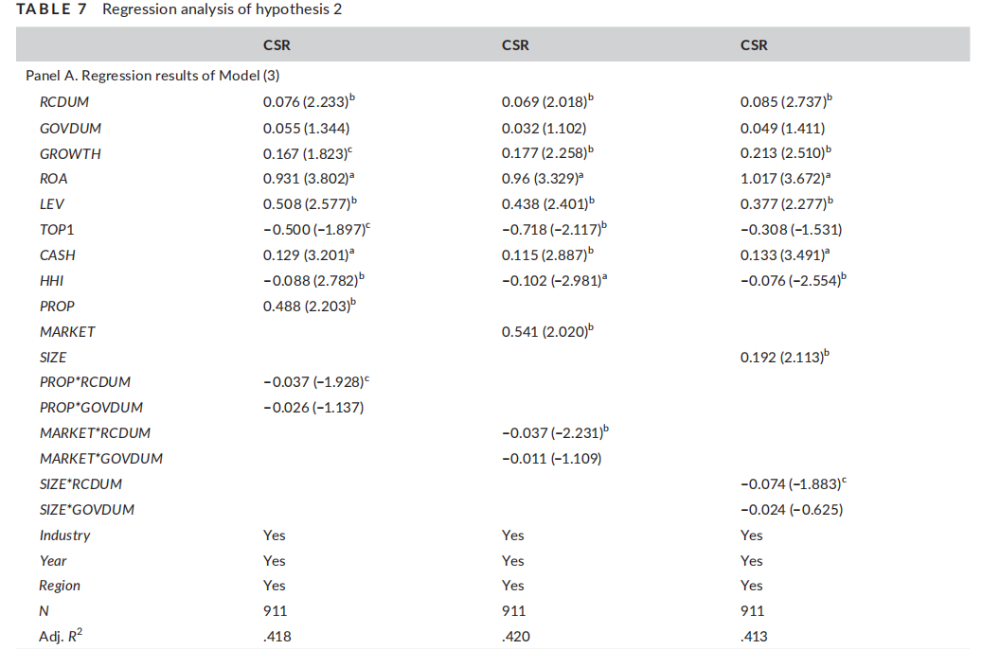 TABLE 7 Regression analysis of hypothesis 2
CSR CSR CSR
Panel A. Regression results of Model (3)
RCDUM 0.076 (2.233)b 0.069 (2.018)b 0.085 (2.737)b
GOVDUM 0.055 (1.344) 0.032 (1.102) 0.049 (1.411)
GROWTH 0.167 (1.823)c 0.177 (2.258)b 0.213 (2.510)b
ROA 0.931 (3.802)a 0.96 (3.329)a 1.017 (3.672)a
LEV 0.508 (2.577)b 0.438 (2.401)b 0.377 (2.277)b
TOP1 −0.500 (−1.897)c −0.718 (−2.117)b −0.308 (−1.531)
CASH 0.129 (3.201)a 0.115 (2.887)b 0.133 (3.491)a
HHI −0.088 (2.782)b −0.102 (−2.981)a −0.076 (−2.554)b
PROP 0.488 (2.203)b
MARKET 0.541 (2.020)b
SIZE 0.192 (2.113)b
PROP*RCDUM −0.037 (−1.928)c
PROP*GOVDUM −0.026 (−1.137)
MARKET*RCDUM −0.037 (−2.231)b
MARKET*GOVDUM −0.011 (−1.109)
SIZE*RCDUM −0.074 (−1.883)c
SIZE*GOVDUM −0.024 (−0.625)
Industry Yes Yes Yes
Year Yes Yes Yes
Region Yes Yes Yes
N 911 911 911
Adj. R2 .418 .420 .413